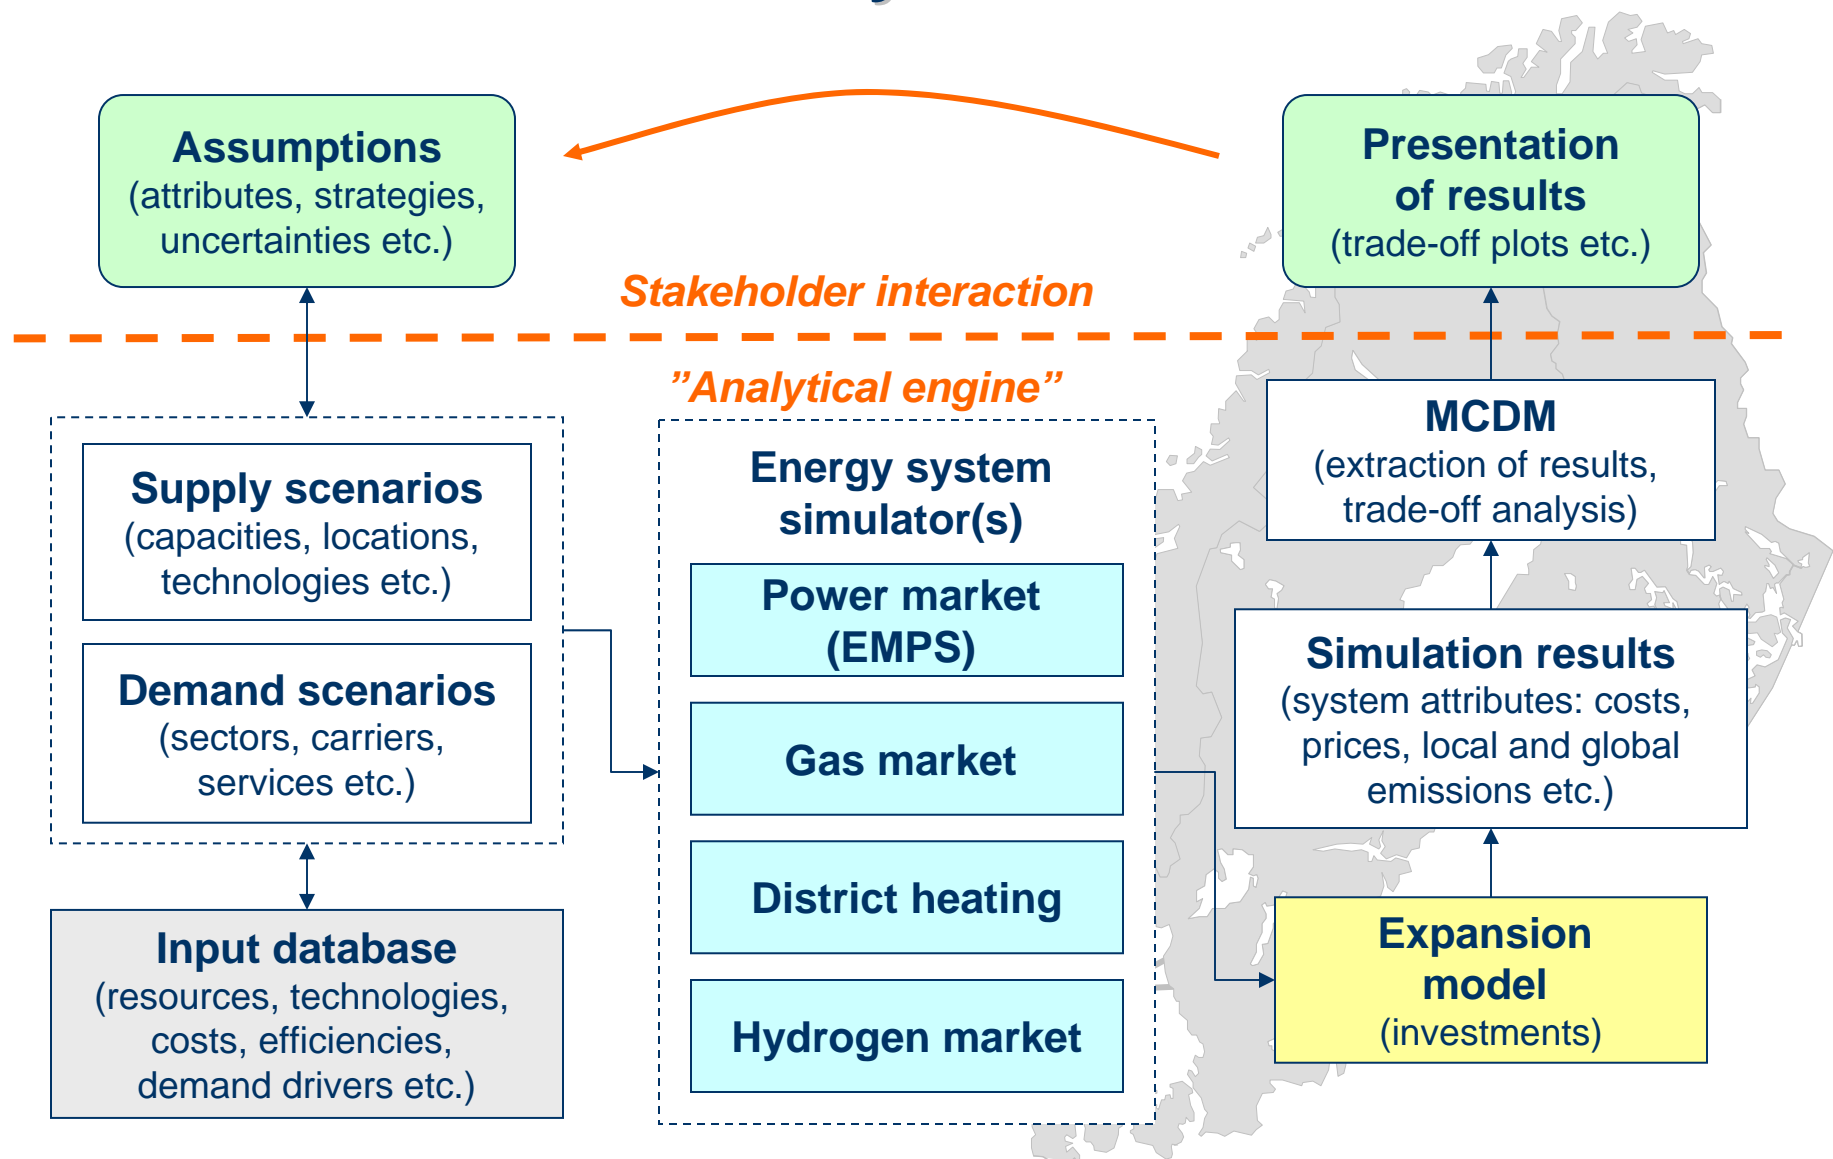 Assumptions
(attributes, strategies,
uncertainties etc.)
Presentation
of results
(trade-off plots etc.)
Stakeholder interaction
”Analytical engine”
Supply scenarios
(capacities, locations,
technologies etc.)
Demand scenarios
(sectors, carriers,
services etc.)
Input database
(resources, technologies,
costs, efficiencies,
demand drivers etc.)
Energy system
simulator(s)
Power market
(EMPS)
Gas market
District heating
Hydrogen market
MCDM
(extraction of results,
trade-off analysis)
Simulation results
(system attributes: costs,
prices, local and global
emissions etc.)
Expansion
model
(investments)